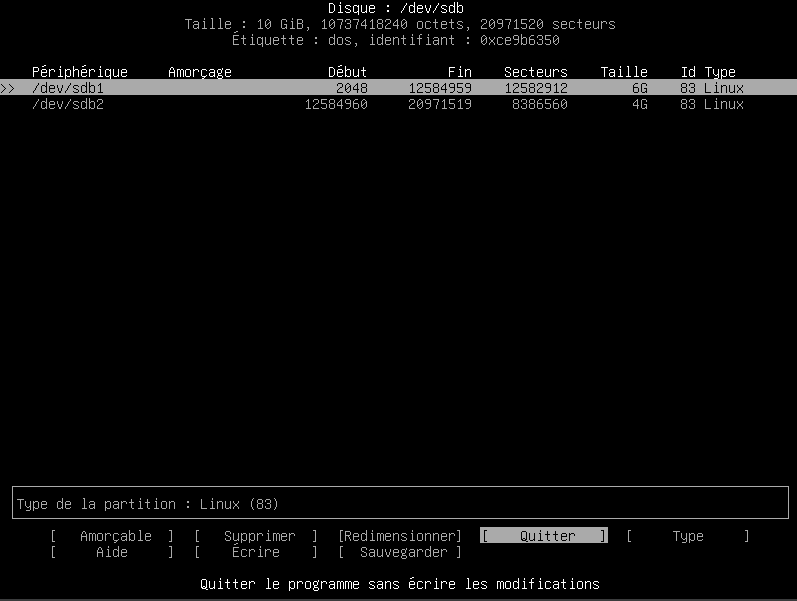 Disque : /dev/sdb
Taille : 10 GiB, 10737418240 octets, 20971520 secteurs
Étiquette : dos, identifiant : 0xce9b6350
Périphérique Amorçage Début Fin Secteurs Taille Id Type
>> /dev/sdb1 2048 12584959 12582912 6G 83 Linux
/dev/sdb2 12584960 20971519 8386560 4G 83 Linux
Type de la partition : Linux (83)
[ Amorçable ] [ Supprimer ] [Redimensionner] [ Quitter ] [ Type ]
[ Aide ] [ Écrire ] [ Sauvegarder ]
Quitter le programme sans écrire les modifications